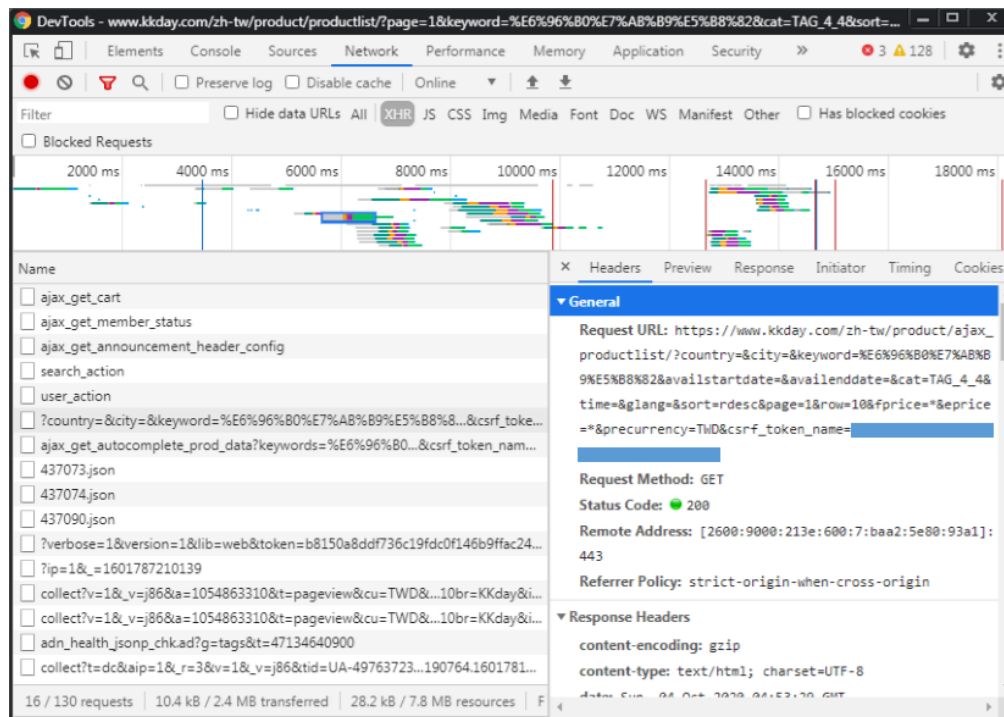 DevTools - www.kkday.com/zh-tw/product/productlist/?page=1&keyword=%E6%96%B0%E7%AB%B9%E5%B8%82&cat=TAG_4_4&sort=...
Elements Console Sources Network Performance Memory Application Security » 3 128
Preserve log Disable cache Online
Filter Hide data URLs All XHR JS CSS Img Media Font Doc WS Manifest Other Has blocked cookies
Blocked Requests
2000 ms 4000 ms 6000 ms 8000 ms 10000 ms 12000 ms 14000 ms 16000 ms 18000 ms
Name
ajax_get_cart
ajax_get_member_status
ajax_get_announcement_header_config
search_action
user_action
?country=&city=&keyword=%E6%96%B0%E7%AB%B9%E5%B8%8...&csrf_toke...
ajax_get_autocomplete_prod_data?keywords=%E6%96%B0...&csrf_token_nam...
437073.json
437074.json
437090.json
?verbose=1&version=1&lib=web&token=b8150a8ddf736c19fdc0f146b9ffac24...
?ip=1&_=1601787210139
collect?v=1&_v=j86&a=1054863310&t=pageview&cu=TWD&...10br=KKday&i...
collect?v=1&_v=j86&a=1054863310&t=pageview&cu=TWD&...10br=KKday&i...
adn_health_jsonp_chk.ad?g=tags&t=47134640900
collect?t=dc&aip=1&_r=3&v=1&_v=j86&tid=UA-49763723...190764.1601781...
16 / 130 requests 10.4 kB / 2.4 MB transferred 28.2 kB / 7.8 MB resources F
× Headers Preview Response Initiator Timing Cookies
General
Request URL: https://www.kkday.com/zh-tw/product/ajax_
productlist/?country=&city=&keyword=%E6%96%B0%E7%AB%B
9%E5%B8%82&availstartdate=&availenddate=&cat=TAG_4_4&
time=&glang=&sort=rdesc&page=1&row=10&fprice=*&eprice
=*&precurrency=TWD&csrf_token_name=
Request Method: GET
Status Code: 200
Remote Address: [2600:9000:213e:600:7:baa2:5e80:93a1]:
443
Referrer Policy: strict-origin-when-cross-origin
Response Headers
content-encoding: gzip
content-type: text/html; charset=UTF-8
date: Sun, 04 Oct 2020 04:53:29 GMT